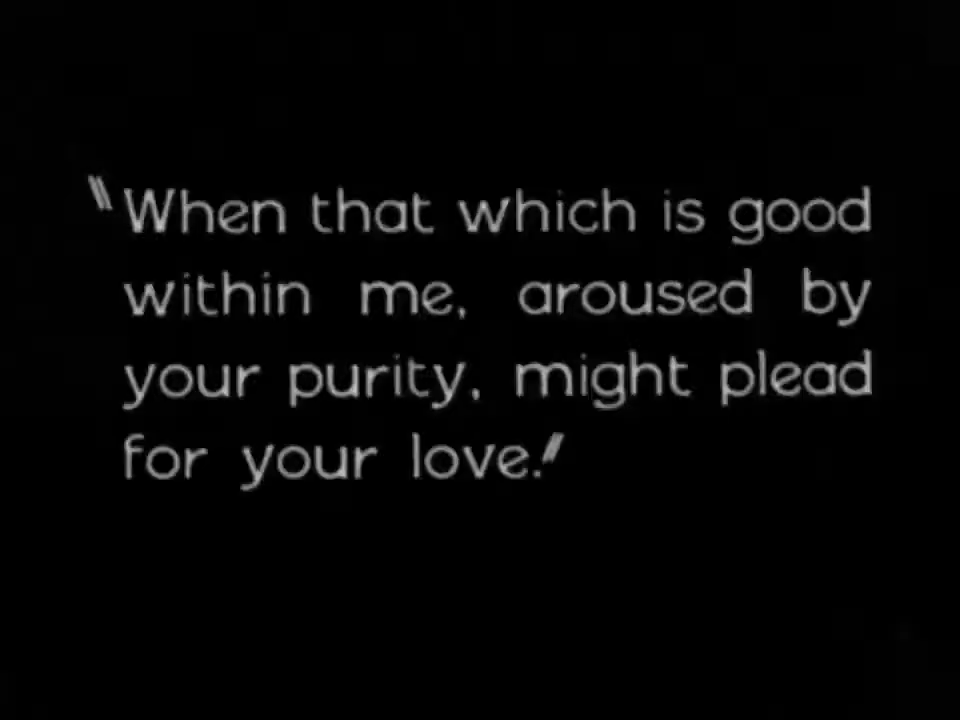 "When that which is good
within me, aroused by
your purity, might plead
for your love."